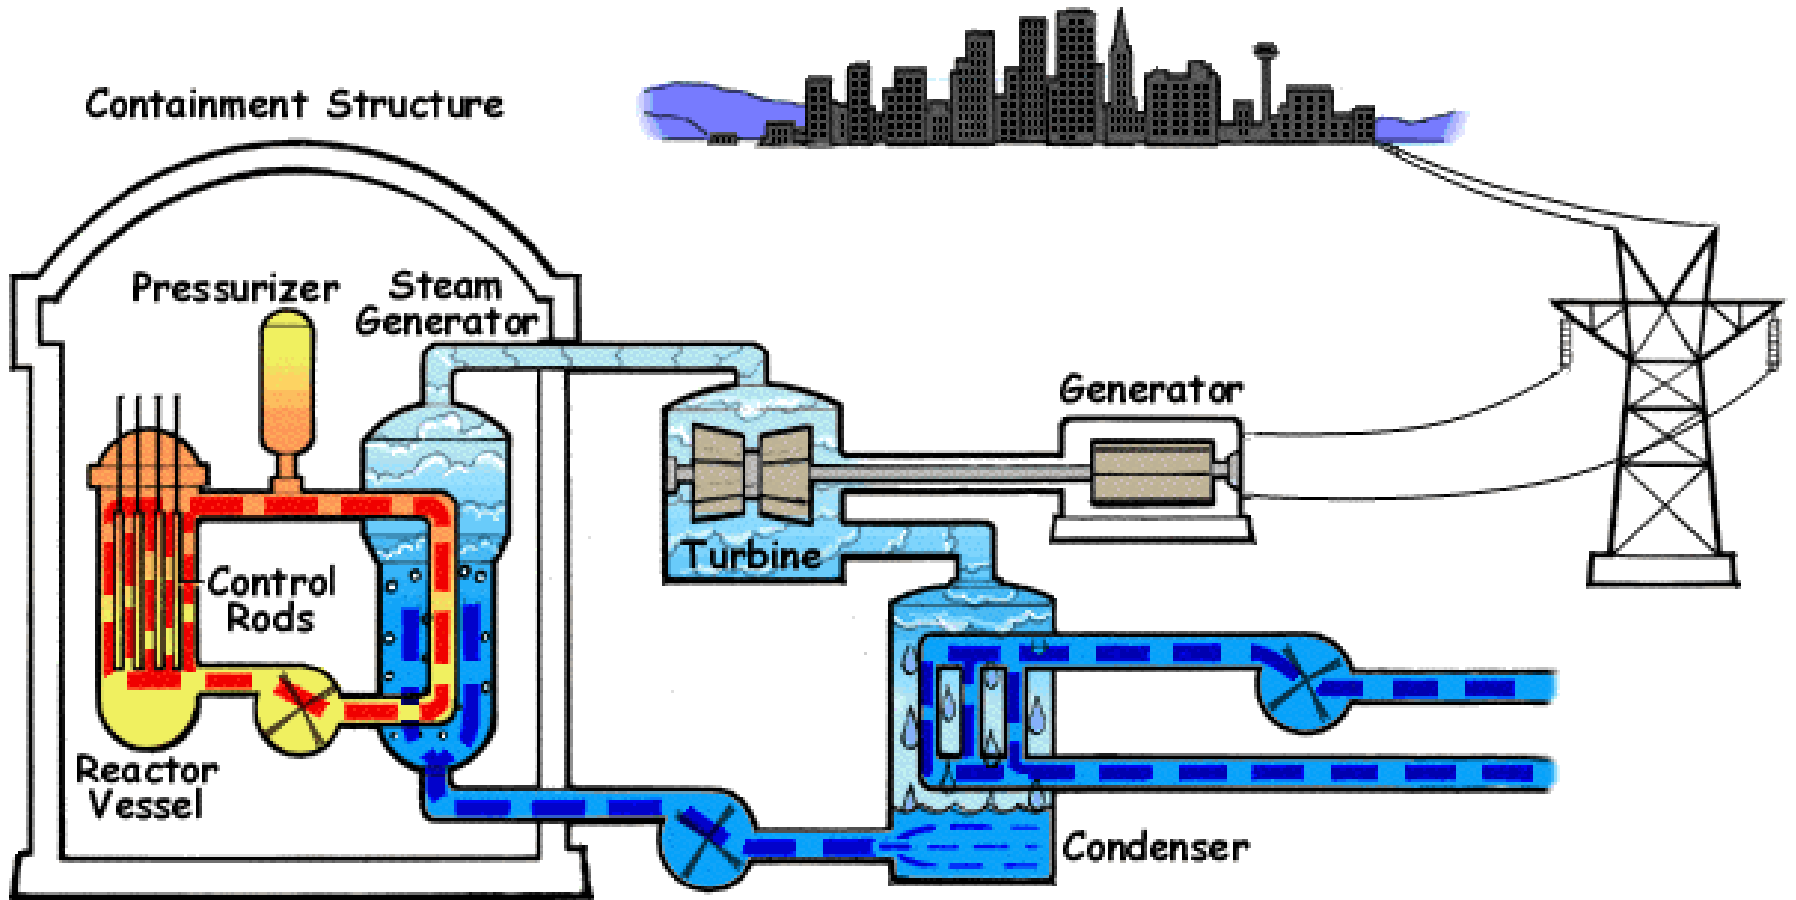 Containment Structure
Pressurizer
Steam
Generator
Control
Rods
Reactor
Vessel
Turbine
Generator
Condenser